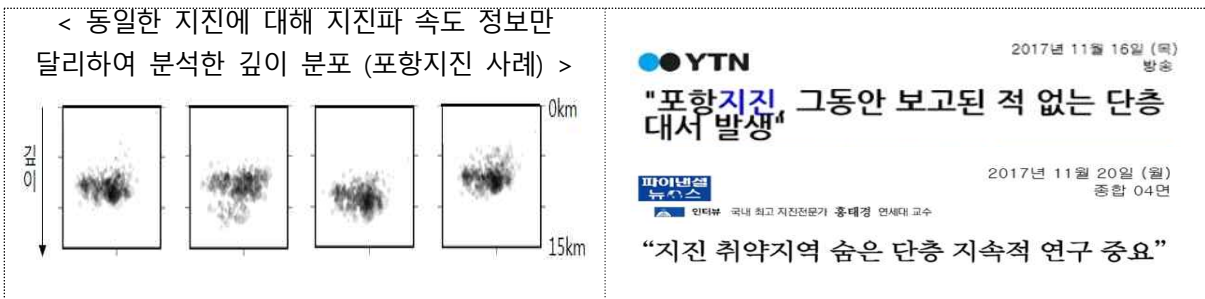 < 동일한 지진에 대해 지진파 속도 정보만
달리하여 분석한 깊이 분포 (포항지진 사례) >
깊이
0km
15km
2017년 11월 16일 (목)
방송
YTN
"포항지진, 그동안 보고된 적 없는 단층
대서 발생"
2017년 11월 20일 (월)
종합 04면
파이낸셜
뉴스
인터뷰 국내 최고 지진전문가 홍태경 연세대 교수
“지진 취약지역 숨은 단층 지속적 연구 중요”